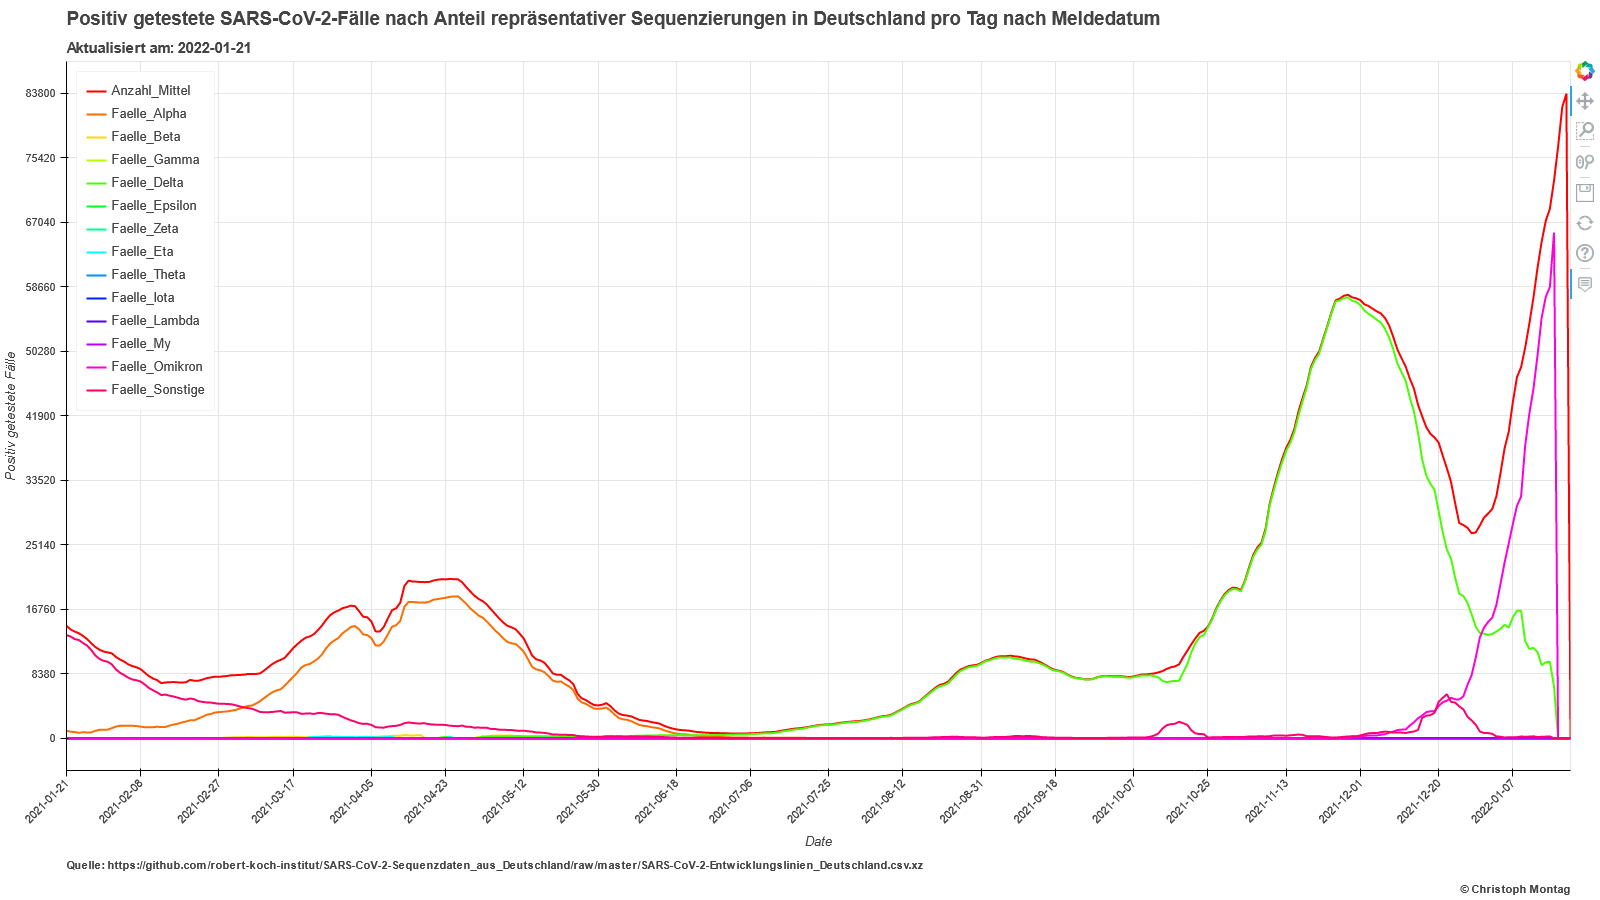 Positiv getestete SARS-CoV-2-Fälle nach Anteil repräsentativer Sequenzierungen in Deutschland pro Tag nach Meldedatum
Aktualisiert am: 2022-01-21
Anzahl_Mittel
Faelle_Alpha
Faelle_Beta
Faelle_Gamma
Faelle_Delta
Faelle_Epsilon
Faelle_Zeta
Faelle_Eta
Faelle_Theta
Faelle_Iota
Faelle_Lambda
Faelle_My
Faelle_Omikron
Faelle_Sonstige
83800
75420
67040
58660
50280
41900
33520
25140
16760
8380
0
Positiv getestete Fälle
2021-01-21
2021-02-08
2021-02-27
2021-03-17
2021-04-05
2021-04-23
2021-05-12
2021-05-30
2021-06-18
2021-07-06
2021-07-25
2021-08-12
2021-08-31
2021-09-18
2021-10-07
2021-10-25
2021-11-13
2021-12-01
2021-12-20
2022-01-07
Date
Quelle: https://github.com/robert-koch-institut/SARS-CoV-2-Sequenzdaten_aus_Deutschland/raw/master/SARS-CoV-2-Entwicklungslinien_Deutschland.csv.xz
© Christoph Montag